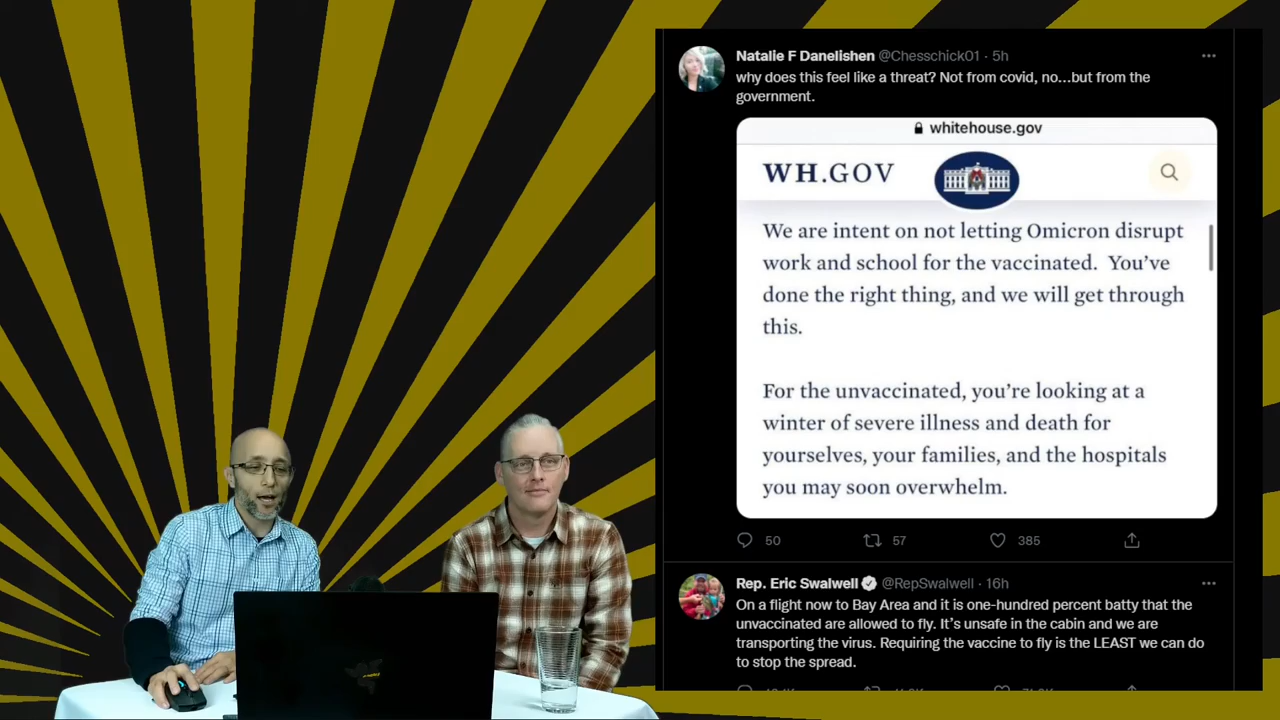 Natalie F Danelishen @Chesschick01 · 5h
why does this feel like a threat? Not from covid, no...but from the
government.
whitehouse.gov
WH.GOV
We are intent on not letting Omicron disrupt
work and school for the vaccinated.  You've
done the right thing, and we will get through
this.
For the unvaccinated, you're looking at a
winter of severe illness and death for
yourselves, your families, and the hospitals
you may soon overwhelm.
50 57 385
Rep. Eric Swalwell @RepSwalwell · 16h
On a flight now to Bay Area and it is one-hundred percent batty that the
unvaccinated are allowed to fly. It's unsafe in the cabin and we are
transporting the virus. Requiring the vaccine to fly is the LEAST we can do
to stop the spread.